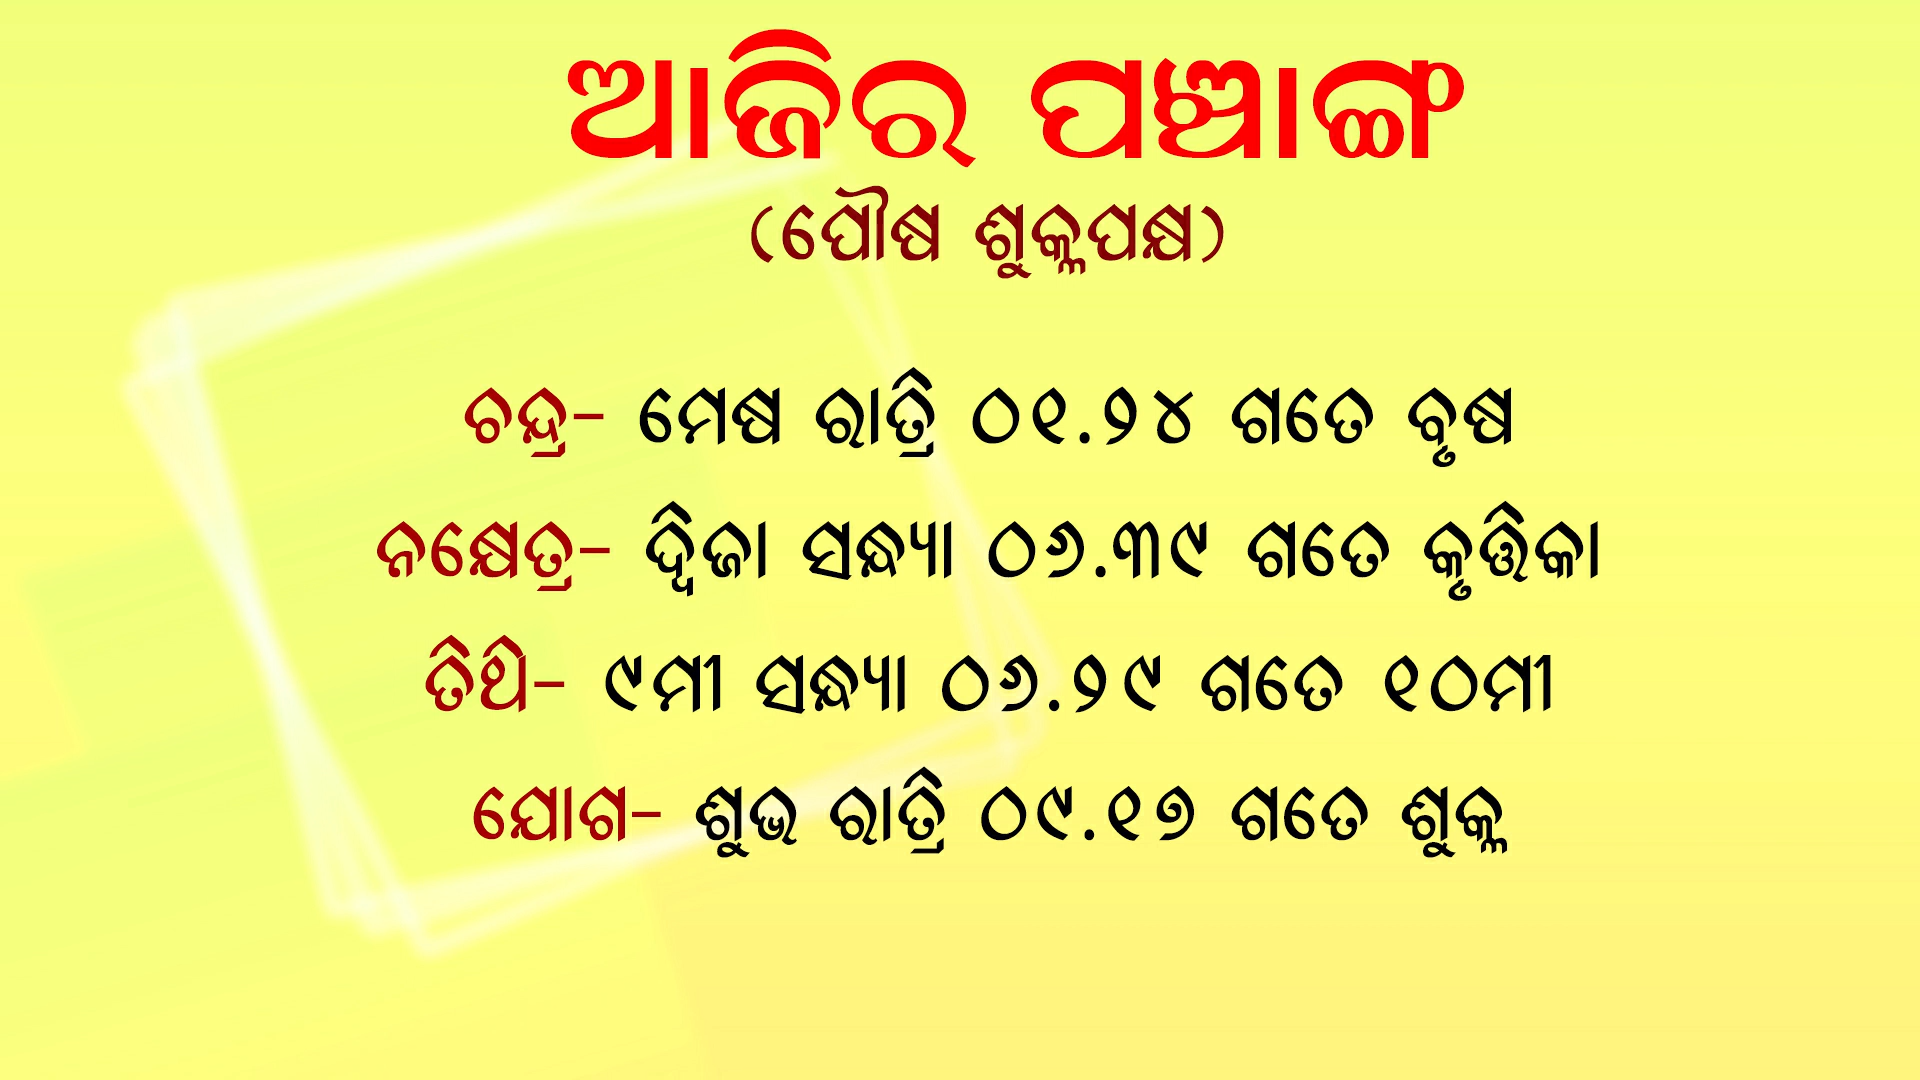 ଆଜିର ପଞ୍ଚାଙ୍ଗ
(ପୌଷ ଶୁକ୍ଳପକ୍ଷ)
ଚନ୍ଦ୍ର- ମେଷ ରାତ୍ରି ୦୧.୨୪ ଗତେ ବୃଷ
ନକ୍ଷେତ୍ର- ଦ୍ୱିଜା ସନ୍ଧ୍ୟା ୦୬.୩୯ ଗତେ କୃତ୍ତିକା
ତିଥି- ୯ମୀ ସନ୍ଧ୍ୟା ୦୬.୨୯ ଗତେ ୧୦ମୀ
ଯୋଗ- ଶୁଭ ରାତ୍ରି ୦୯.୧୭ ଗତେ ଶୁକ୍ଳ